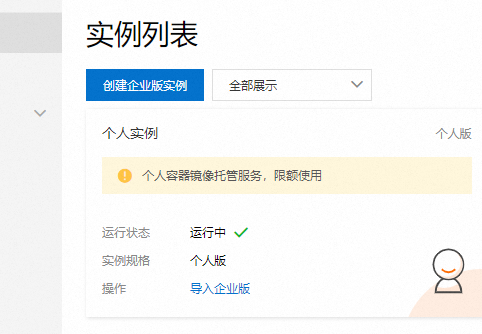 实例列表
创建企业版实例 全部展示
个人实例 个人版
个人容器镜像托管服务，限额使用
运行状态 运行中
实例规格 个人版
操作 导入企业版